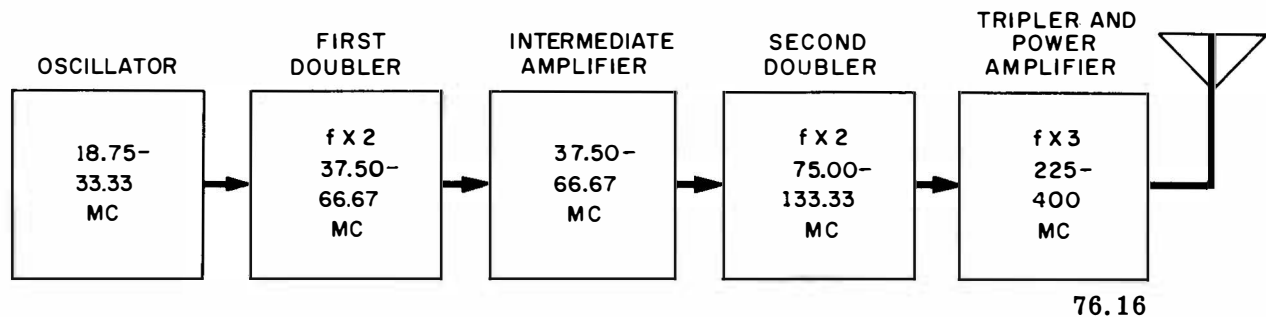 OSCILLATOR
18.75-
33.33
MC
FIRST
DOUBLER
f X 2
37.50-
66.67
MC
INTERMEDIATE
AMPLIFIER
37.50-
66.67
MC
SECOND
DOUBLER
f X 2
75.00-
133.33
MC
TRIPLER AND
POWER
AMPLIFIER
f X 3
225-
400
MC
76.16